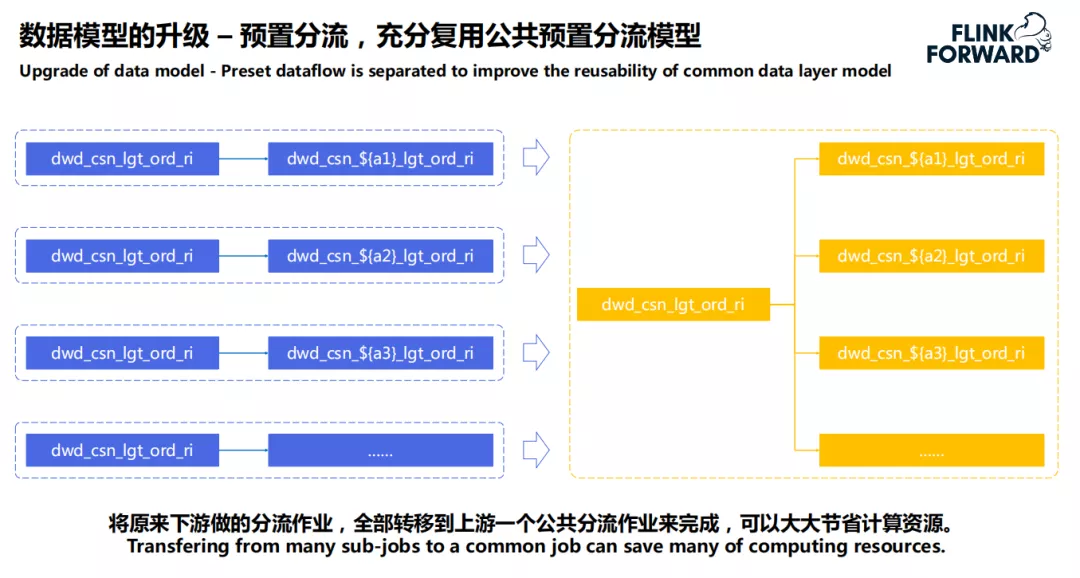 数据模型的升级 – 预置分流，充分复用公共预置分流模型
Upgrade of data model - Preset dataflow is separated to improve the reusability of common data layer model
FLINK
FORWARD
dwd_csn_lgt_ord_ri
dwd_csn_${a1}_lgt_ord_ri
dwd_csn_lgt_ord_ri
dwd_csn_${a2}_lgt_ord_ri
dwd_csn_lgt_ord_ri
dwd_csn_${a3}_lgt_ord_ri
dwd_csn_lgt_ord_ri
......
dwd_csn_lgt_ord_ri
dwd_csn_${a1}_lgt_ord_ri
dwd_csn_${a2}_lgt_ord_ri
dwd_csn_${a3}_lgt_ord_ri
......
将原来下游做的分流作业，全部转移到上游一个公共分流作业来完成，可以大大节省计算资源。
Transfering from many sub-jobs to a common job can save many of computing resources.